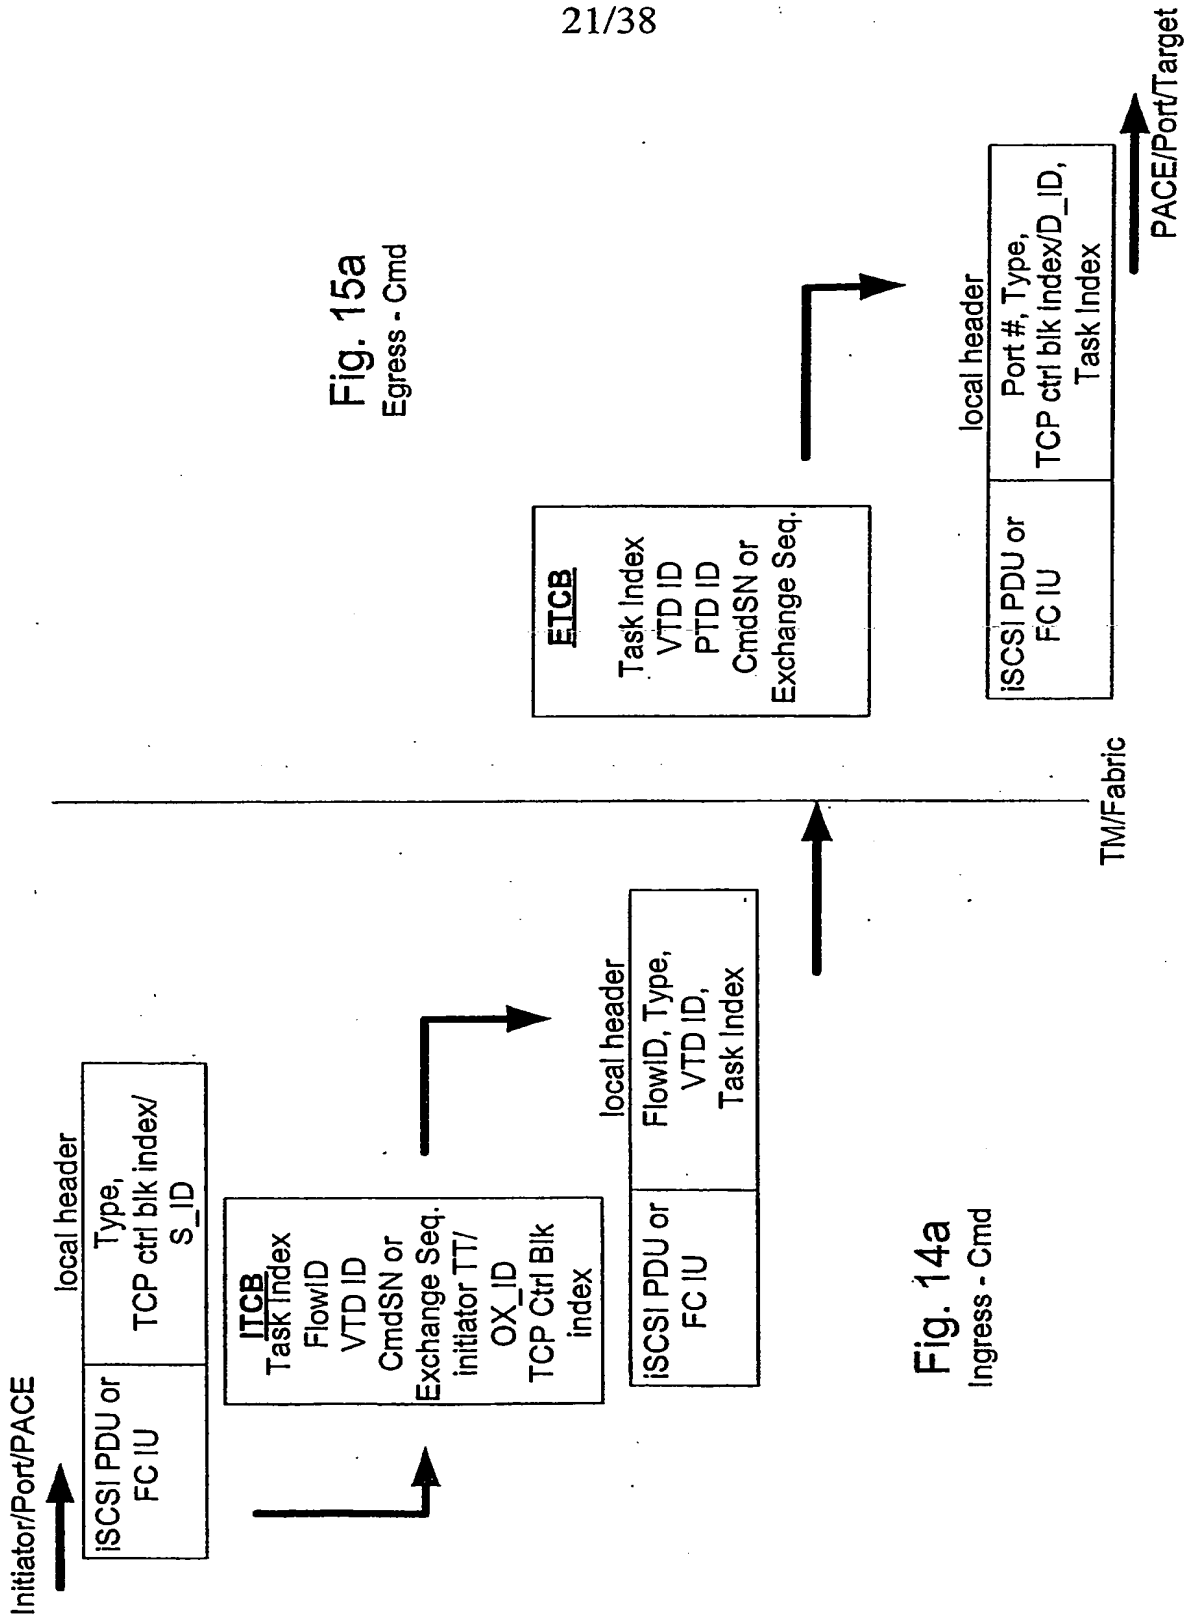 21/38
Initiator/Port/PACE
local header
iSCSI PDU or
FC IU
Type,
TCP ctrl blk index/
S_ID
ITCB
Task Index
FlowID
VTD ID
CmdSN or
Exchange Seq.
initiator TT/
OX_ID
TCP Ctrl Blk
index
local header
iSCSI PDU or
FC IU
FlowID, Type,
VTD ID,
Task Index
Fig. 14a
Ingress - Cmd
TM/Fabric
Fig. 15a
Egress - Cmd
ETCB
Task Index
VTD ID
PTD ID
CmdSN or
Exchange Seq.
local header
iSCSI PDU or
FC IU
Port #, Type,
TCP ctrl blk Index/D_ID,
Task Index
PACE/Port/Target